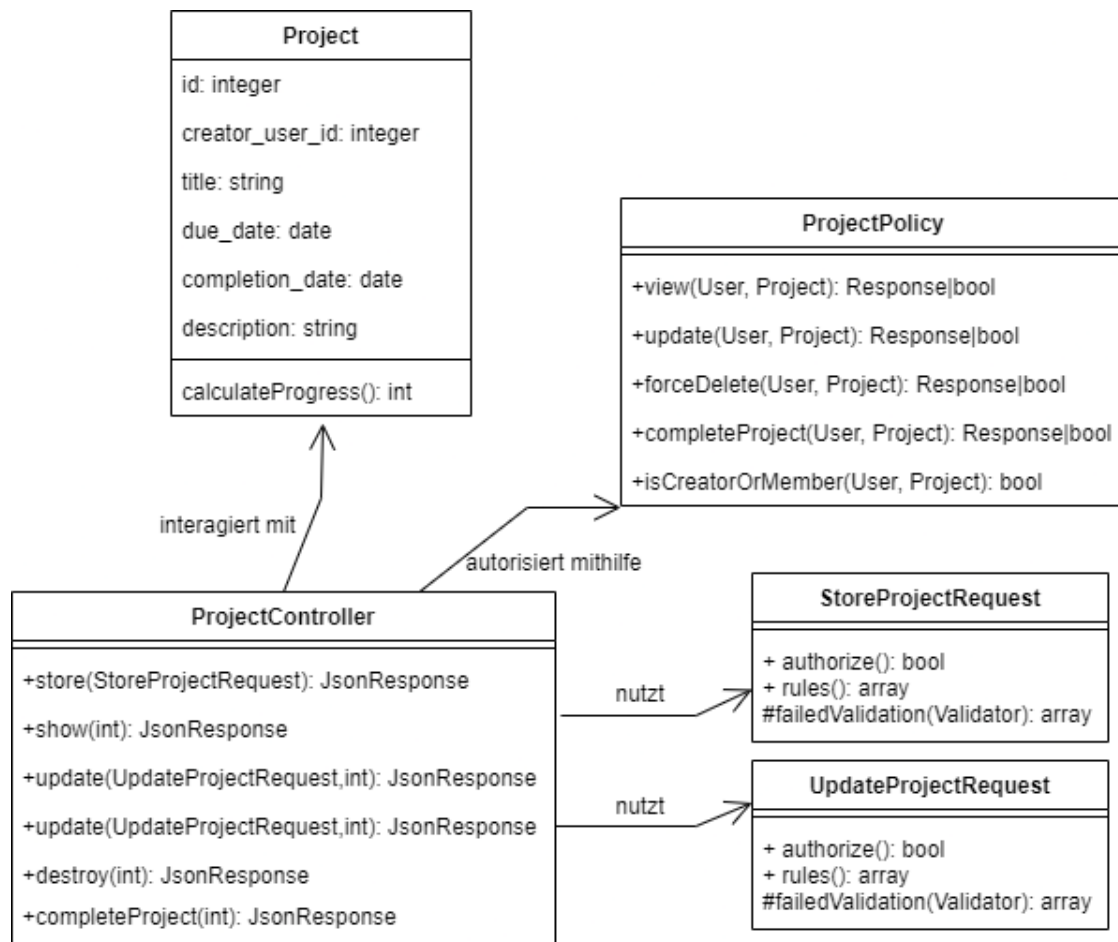 Project
id: integer
creator_user_id: integer
title: string
due_date: date
completion_date: date
description: string
calculateProgress(): int
ProjectPolicy
+view(User, Project): Response|bool
+update(User, Project): Response|bool
+forceDelete(User, Project): Response|bool
+completeProject(User, Project): Response|bool
+isCreatorOrMember(User, Project): bool
interagiert mit
autorisiert mithilfe
ProjectController
+store(StoreProjectRequest): JsonResponse
+show(int): JsonResponse
+update(UpdateProjectRequest,int): JsonResponse
+update(UpdateProjectRequest,int): JsonResponse
+destroy(int): JsonResponse
+completeProject(int): JsonResponse
nutzt
StoreProjectRequest
+ authorize(): bool
+ rules(): array
#failedValidation(Validator): array
nutzt
UpdateProjectRequest
+ authorize(): bool
+ rules(): array
#failedValidation(Validator): array